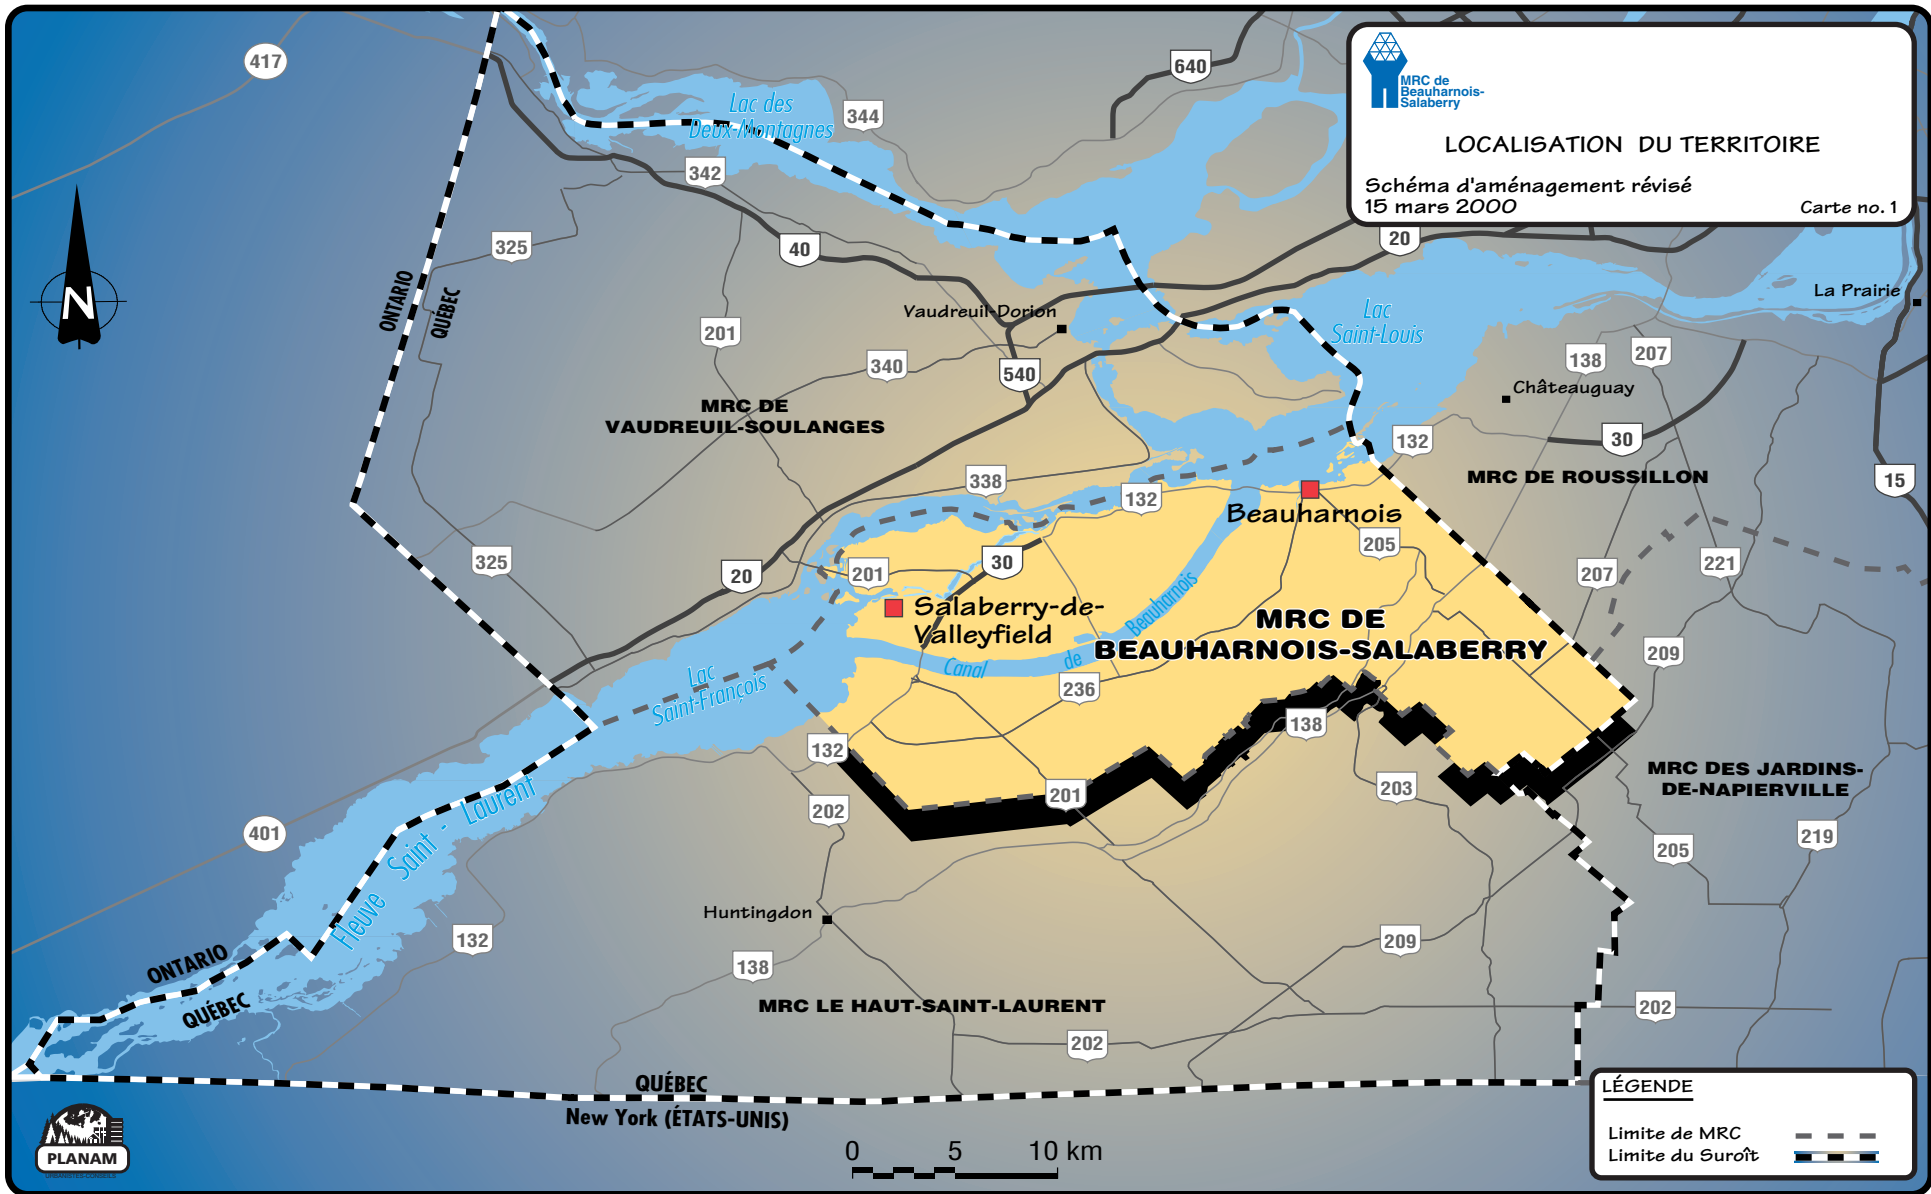 MRC de
Beauharnois-
Salaberry
LOCALISATION DU TERRITOIRE
Schéma d'aménagement révisé
15 mars 2000
Carte no. 1
417
640
Lac des
Deux-Montagnes
344
342
325
40
20
N
ONTARIO
QUÉBEC
201
Vaudreuil-Dorion
La Prairie
Lac
Saint-Louis
340
540
138
207
Châteauguay
MRC DE
VAUDREUIL-SOULANGES
132
30
338
132
MRC DE ROUSSILLON
15
Beauharnois
205
325
20
201
30
207
221
Salaberry-de-
Valleyfield
Canal
de
Beauharnois
MRC DE
BEAUHARNOIS-SALABERRY
209
Lac
Saint-François
236
132
138
201
203
202
MRC DES JARDINS-
DE-NAPIERVILLE
401
Fleuve
Saint - Laurent
205
219
Huntingdon
132
138
209
ONTARIO
QUÉBEC
MRC LE HAUT-SAINT-LAURENT
202
202
QUÉBEC
New York (ÉTATS-UNIS)
LÉGENDE
Limite de MRC
Limite du Suroît
PLANAM
URBANISTES-CONSEILS
0 5 10 km